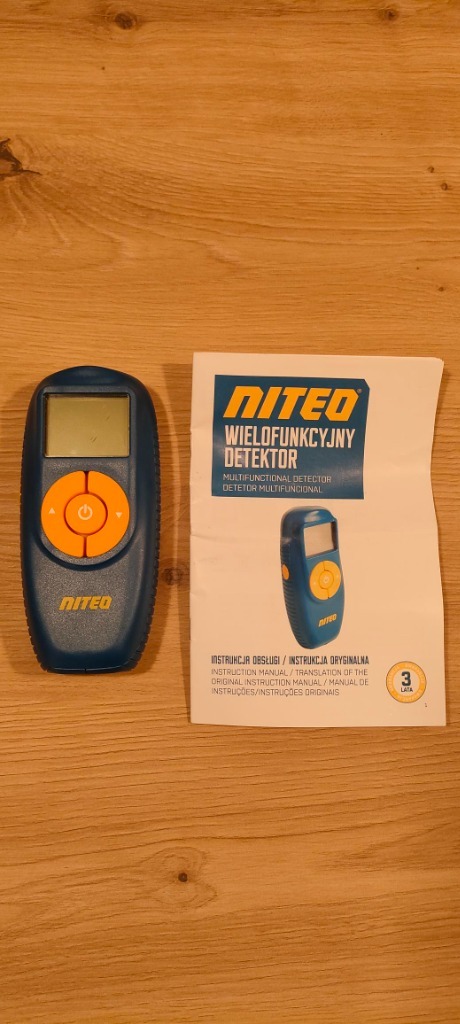 NITEO
NITEO®
WIELOFUNKCYJNY
DETEKTOR
MULTIFUNCTIONAL DETECTOR
DETETOR MULTIFUNCIONAL
NITEO
INSTRUKCJA OBSŁUGI / INSTRUKCJA ORYGINALNA
INSTRUCTION MANUAL / TRANSLATION OF THE
ORIGINAL INSTRUCTION MANUAL / MANUAL DE
INSTRUÇÕES/INSTRUÇÕES ORIGINAIS
3
LATA